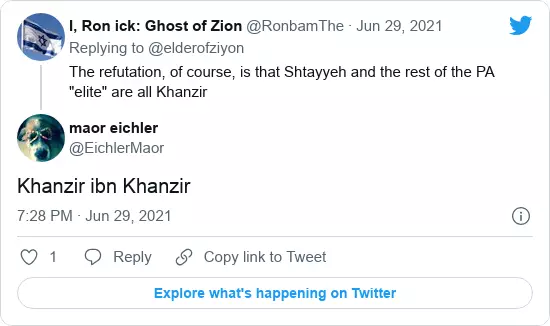 I, Ron ick: Ghost of Zion @RonbamThe · Jun 29, 2021
Replying to @elderofziyon
The refutation, of course, is that Shtayyeh and the rest of the PA
"elite" are all Khanzir
maor eichler
@EichlerMaor
Khanzir ibn Khanzir
7:28 PM · Jun 29, 2021
1 Reply Copy link to Tweet
Explore what's happening on Twitter